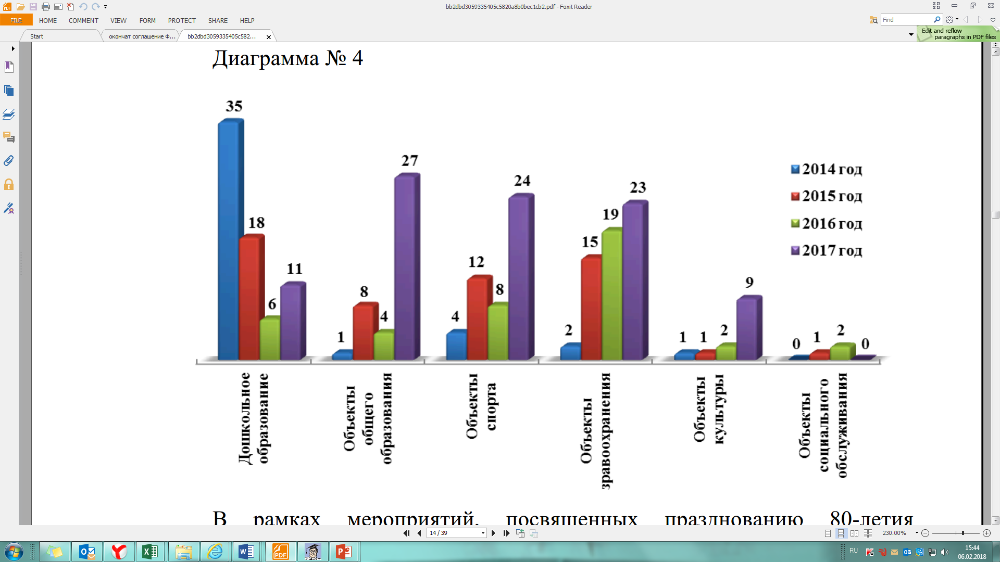 bb2dbd3059335405c5820a8b0bec1cb2.pdf - Foxit Reader
FILE HOME COMMENT VIEW FORM PROTECT SHARE HELP
Find
Start
окончат соглашение Ф...
bb2dbd3059335405c582...
Edit and reflow
paragraphs in PDF files
Диаграмма № 4
35
18
6
11
1
8
4
27
4
12
8
24
2
15
19
23
1
1
2
9
0
1
2
0
2014 год
2015 год
2016 год
2017 год
Дошкольное
образование
Объекты
общего
образования
Объекты
спорта
Объекты
зравоохранения
Объекты
культуры
Объекты
социального
обслуживания
В рамках мероприятий, посвященных празднованию 80-летия
14 / 39
230.00%
RU
15:44
06.02.2018